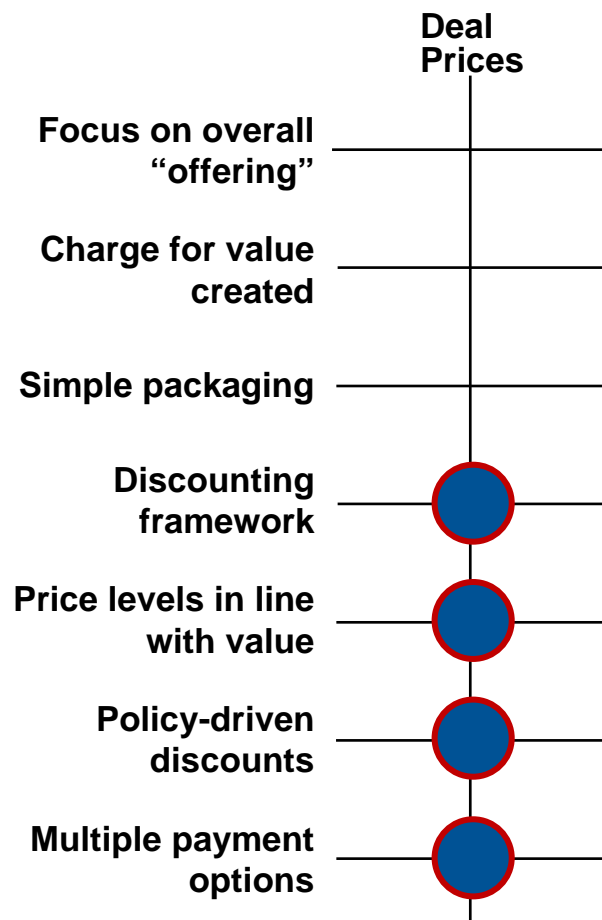 Deal
Prices
Focus on overall
“offering”
Charge for value
created
Simple packaging
Discounting
framework
Price levels in line
with value
Policy-driven
discounts
Multiple payment
options